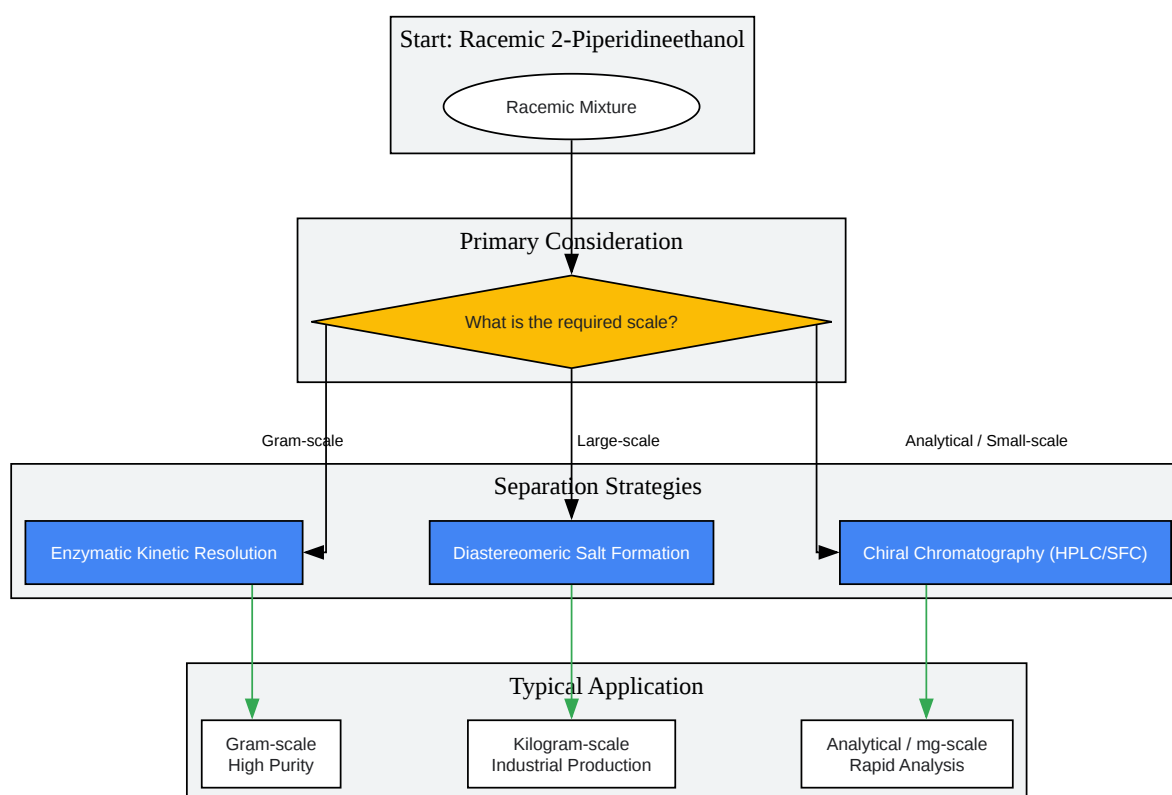 Start: Racemic 2-Piperidineethanol
Racemic Mixture
Primary Consideration
What is the required scale?
Gram-scale
Large-scale
Analytical / Small-scale
Separation Strategies
Enzymatic Kinetic Resolution
Diastereomeric Salt Formation
Chiral Chromatography (HPLC/SFC)
Typical Application
Gram-scale
High Purity
Kilogram-scale
Industrial Production
Analytical / mg-scale
Rapid Analysis